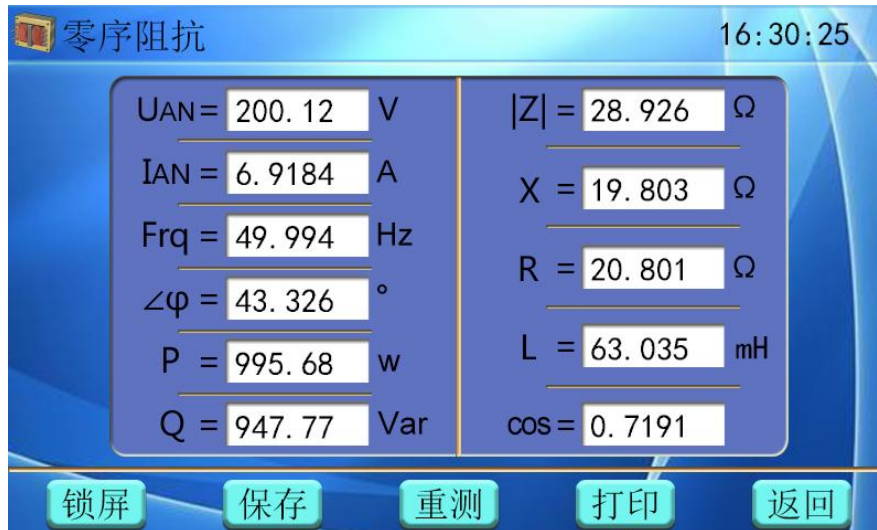 零序阻抗 16:30:25
UAN = 200.12 V
IAN = 6.9184 A
Frq = 49.994 Hz
∠φ = 43.326 °
P = 995.68 w
Q = 947.77 Var
|Z| = 28.926 Ω
X = 19.803 Ω
R = 20.801 Ω
L = 63.035 mH
cos = 0.7191
锁屏 保存 重测 打印 返回